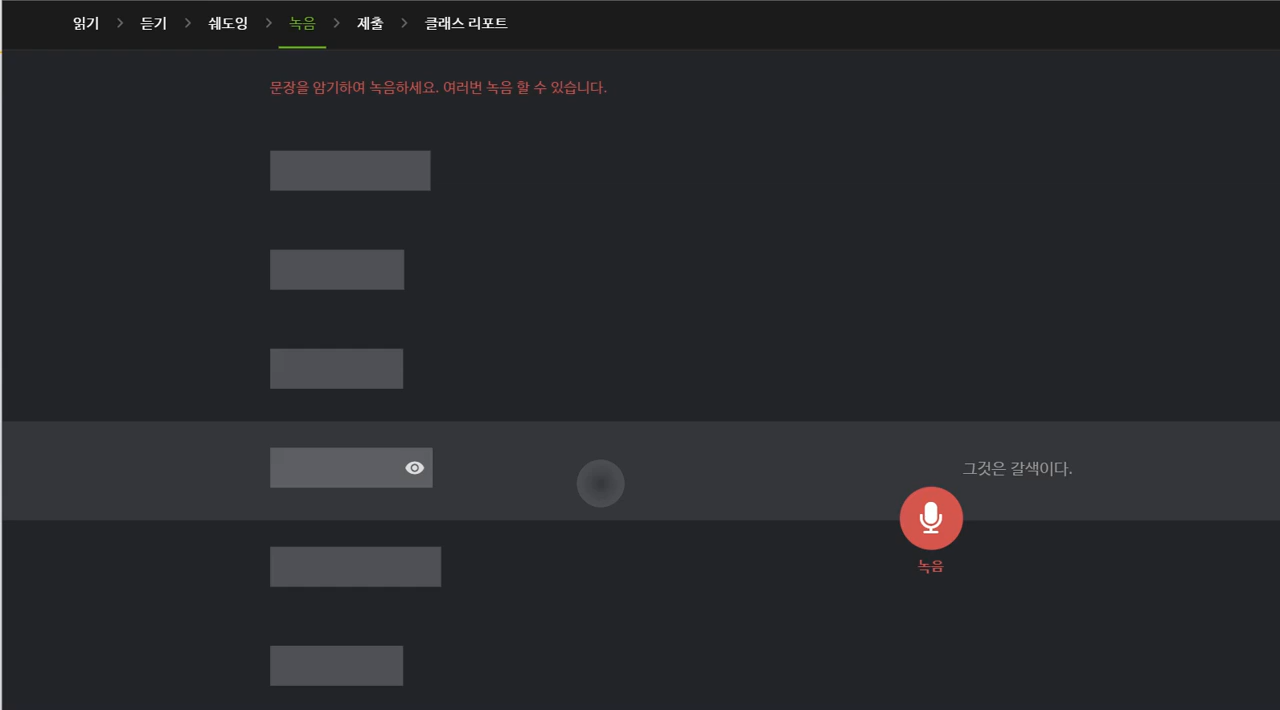 읽기 > 듣기 > 쉐도잉 > 녹음 > 제출 > 클래스 리포트
문장을 암기하여 녹음하세요. 여러번 녹음 할 수 있습니다.
그것은 갈색이다.
녹음